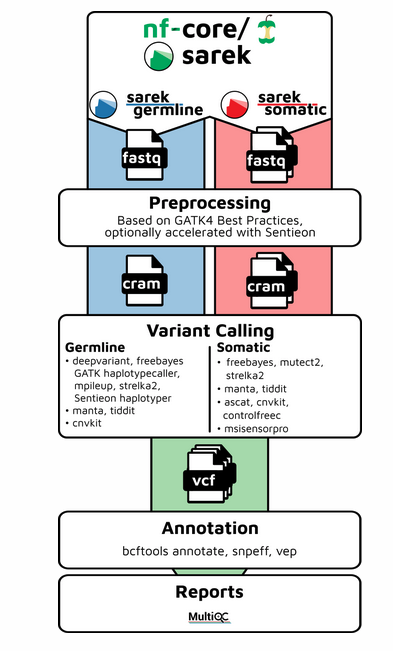 nf-core/
sarek
sarek
germline
sarek
somatic
fastq
fastq
Preprocessing
Based on GATK4 Best Practices,
optionally accelerated with Sentieon
cram
cram
Variant Calling
Germline
• deepvariant, freebayes
GATK haplotypecaller,
mpileup, strelka2,
Sentieon haplotyper
• manta, tiddit
• cnvkit
Somatic
• freebayes, mutect2,
strelka2
• manta, tiddit
• ascat, cnvkit,
controlfreec
• msisensorpro
vcf
Annotation
bcftools annotate, snpeff, vep
Reports
MultiQC